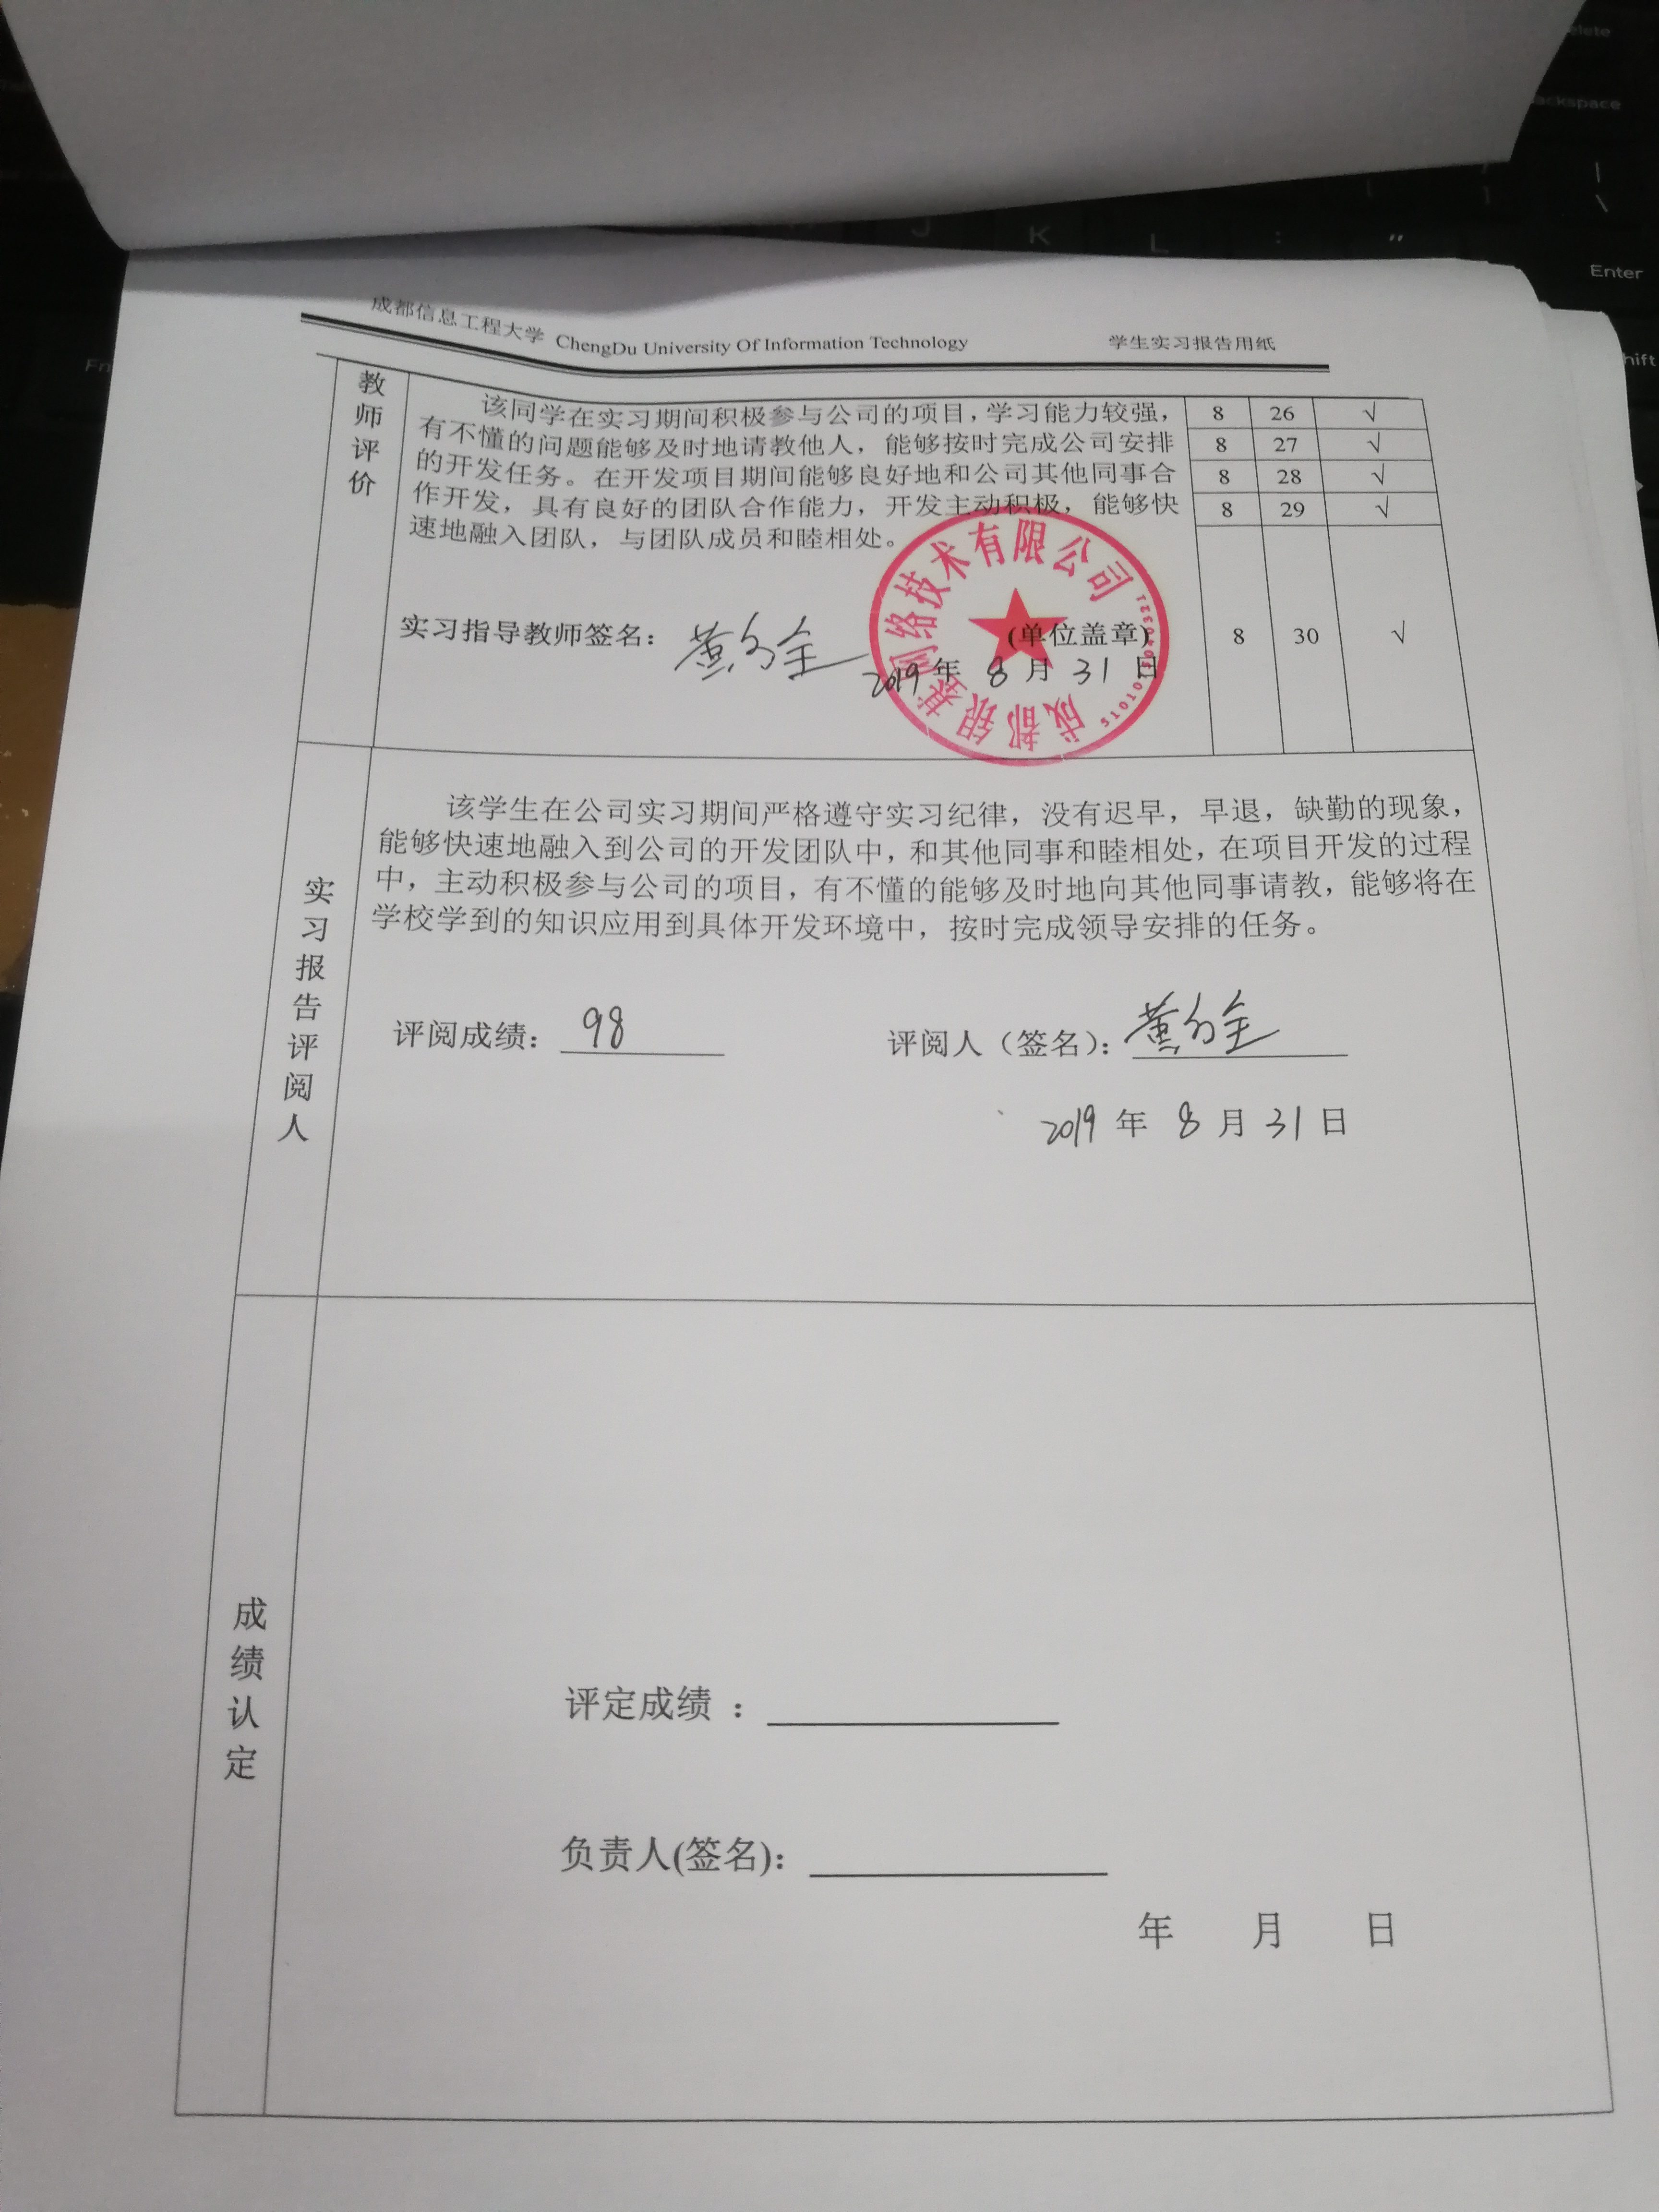 成都信息工程大学 ChengDu University Of Information Technology 学生实习报告用纸
教师评价
该同学在实习期间积极参与公司的项目，学习能力较强，
有不懂的问题能够及时地请教他人，能够按时完成公司安排
的开发任务。在开发项目期间能够良好地和公司其他同事合
作开发，具有良好的团队合作能力，开发主动积极，能够快
速地融入团队，与团队成员和睦相处。
实习指导教师签名：
(单位盖章)
2019 年 8 月 31 日
网络技术有限公司
8 26 √
8 27 √
8 28 √
8 29 √
8 30 √
实习报告评阅人
该学生在公司实习期间严格遵守实习纪律，没有迟早，早退，缺勤的现象，
能够快速地融入到公司的开发团队中，和其他同事和睦相处，在项目开发的过程
中，主动积极参与公司的项目，有不懂的能够及时地向其他同事请教，能够将在
学校学到的知识应用到具体开发环境中，按时完成领导安排的任务。
评阅成绩： 98 评阅人（签名）：
2019 年 8 月 31 日
成绩认定
评定成绩 ：
负责人(签名)：
年 月 日
Delete
Backspace
K
L
:
"
Enter
Shift
Fn